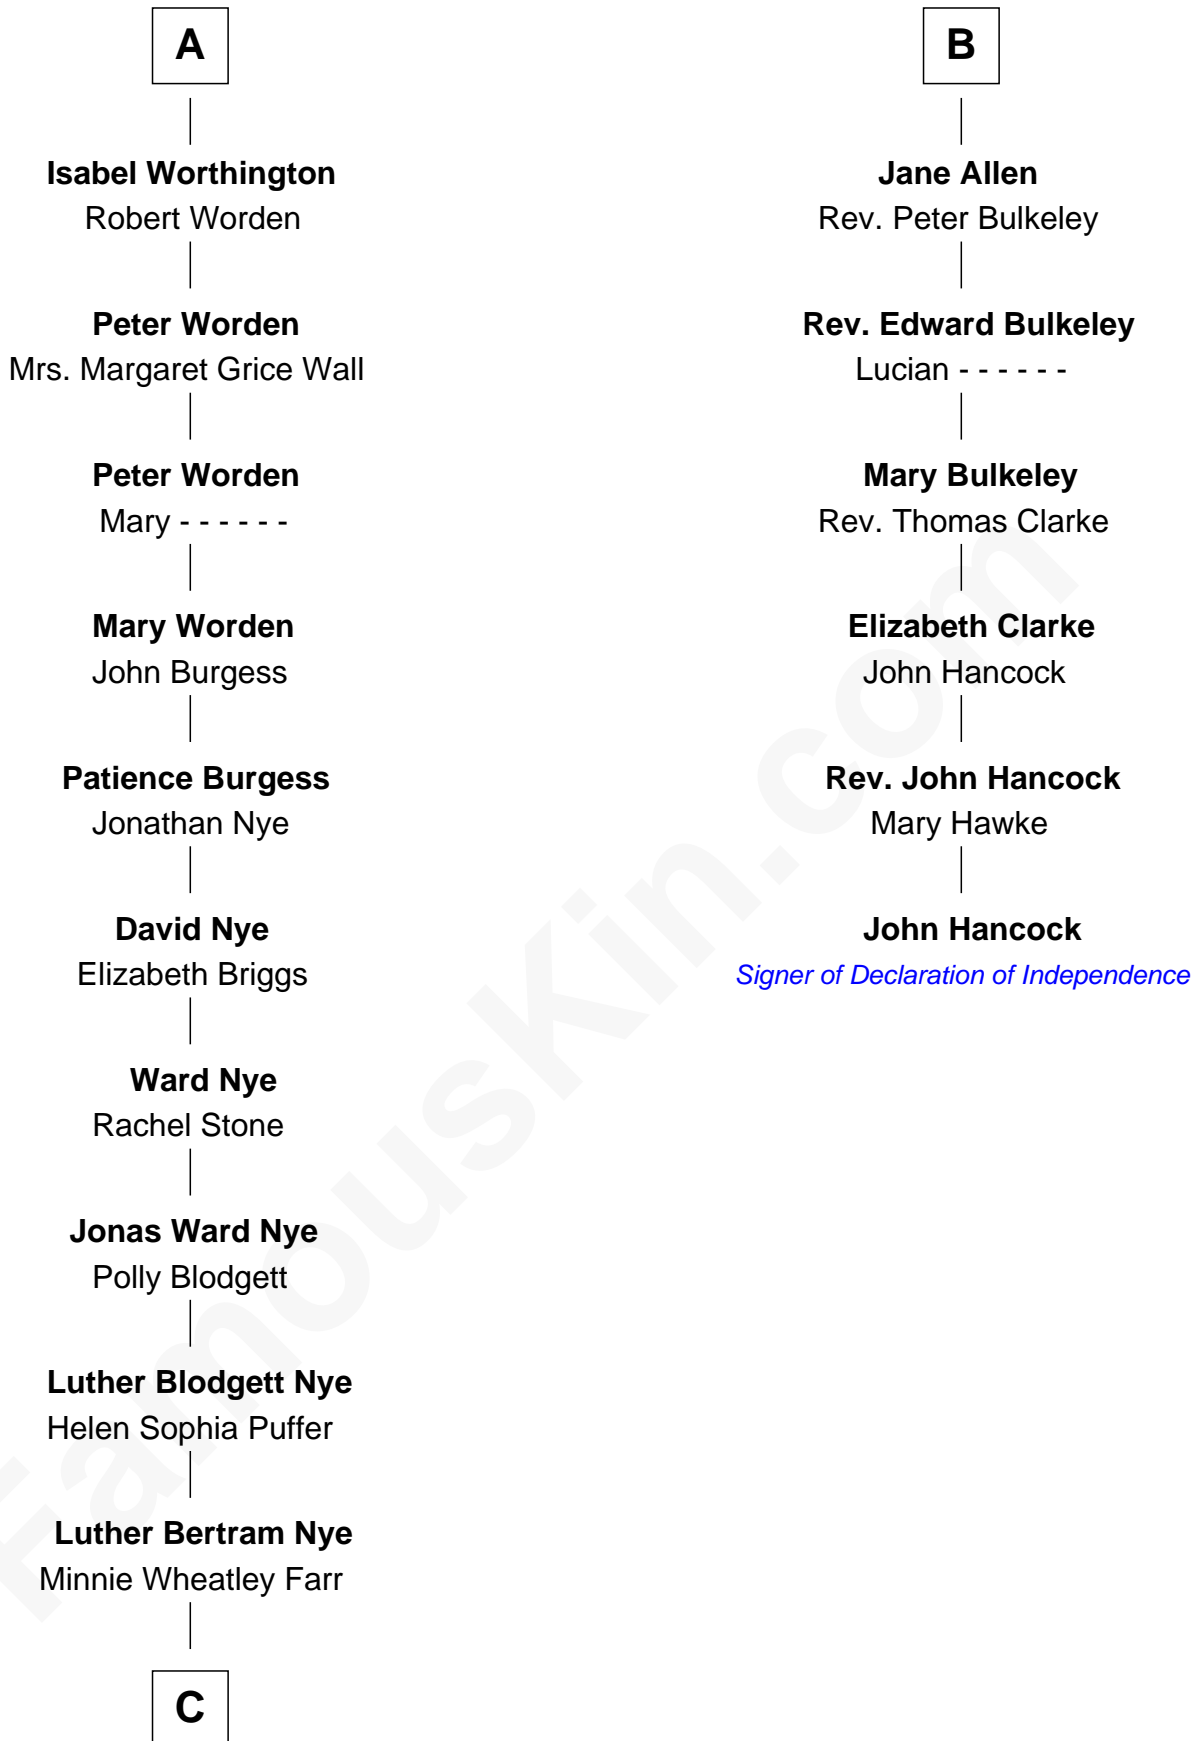 A
Isabel Worthington
Robert Worden
Peter Worden
Mrs. Margaret Grice Wall
Peter Worden
Mary - - - - - -
Mary Worden
John Burgess
Patience Burgess
Jonathan Nye
David Nye
Elizabeth Briggs
Ward Nye
Rachel Stone
Jonas Ward Nye
Polly Blodgett
Luther Blodgett Nye
Helen Sophia Puffer
Luther Bertram Nye
Minnie Wheatley Farr
C
B
Jane Allen
Rev. Peter Bulkeley
Rev. Edward Bulkeley
Lucian - - - - - -
Mary Bulkeley
Rev. Thomas Clarke
Elizabeth Clarke
John Hancock
Rev. John Hancock
Mary Hawke
John Hancock
Signer of Declaration of Independence
FamousKin.com